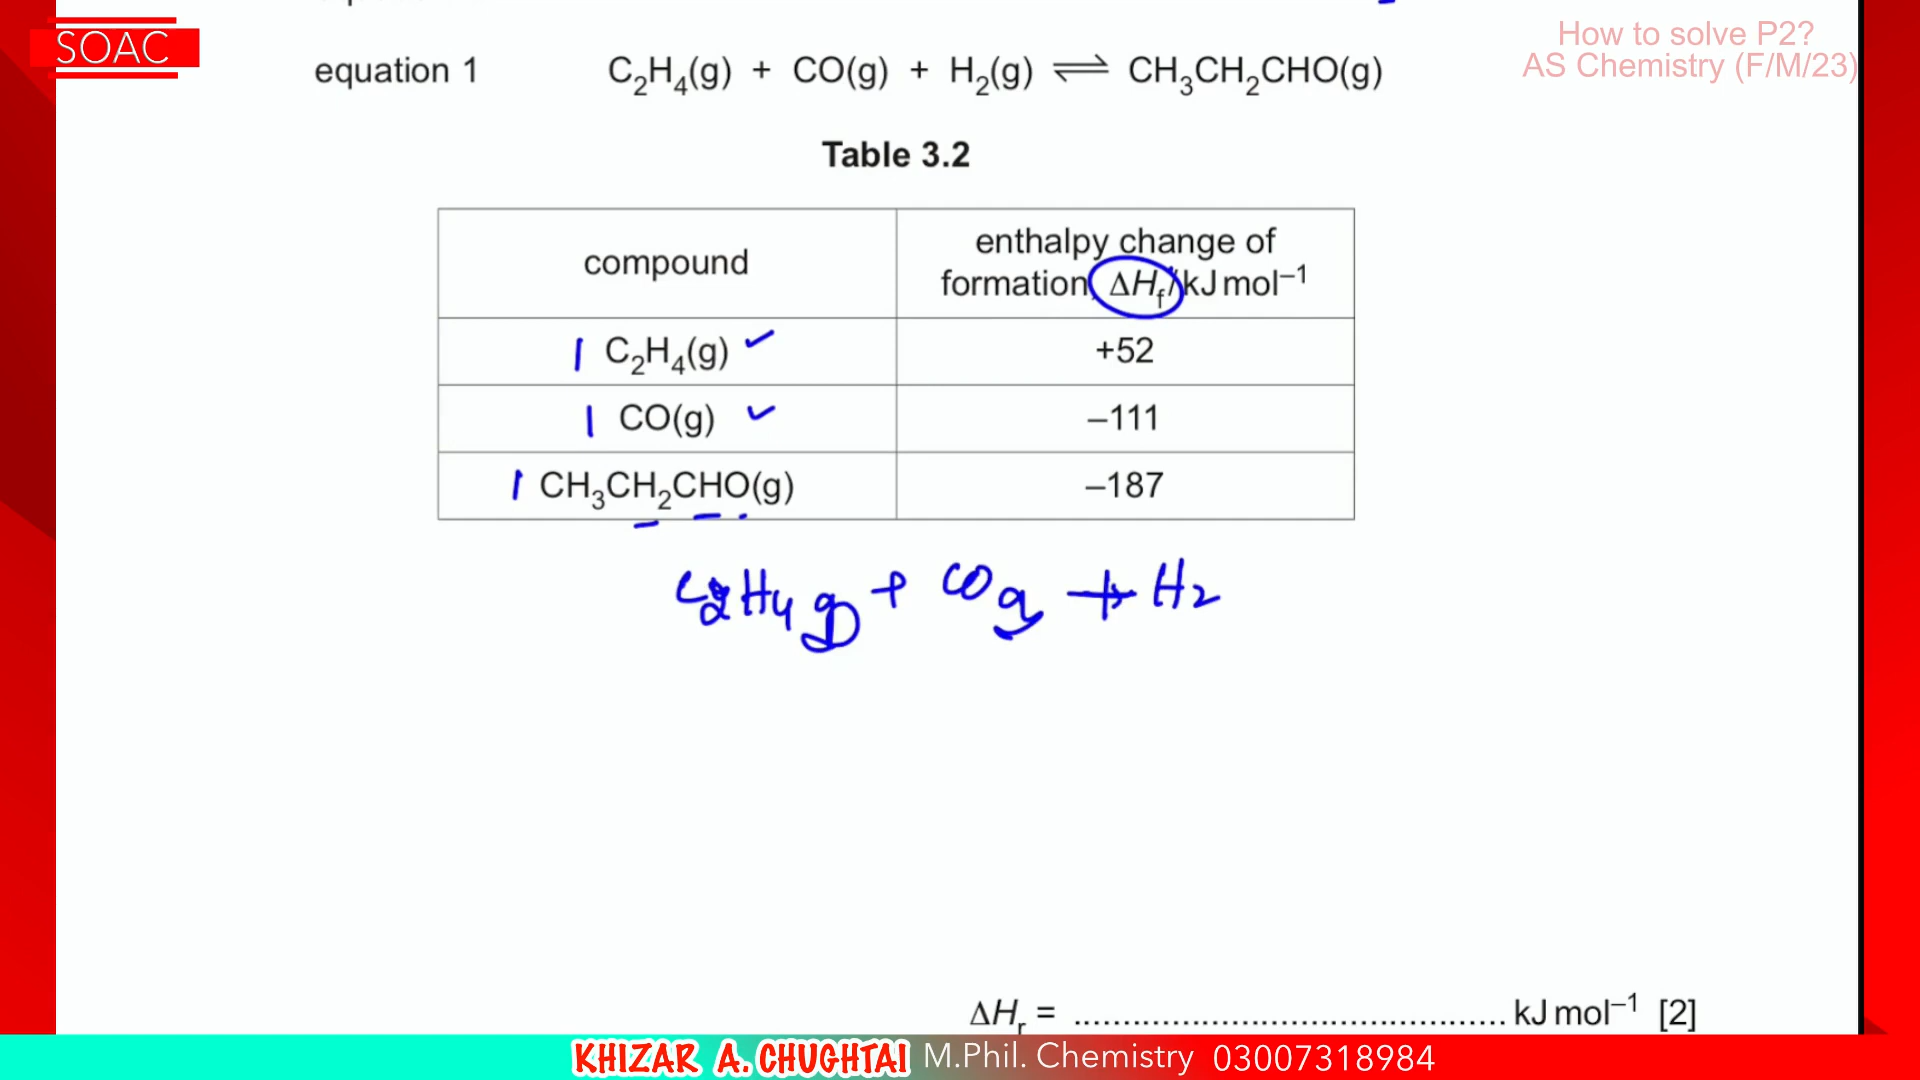 SOAC
How to solve P2?
AS Chemistry (F/M/23)
equation 1 C₂H₄(g) + CO(g) + H₂(g) ⇌ CH₃CH₂CHO(g)
Table 3.2
compound
enthalpy change of
formation, ΔHf / kJ mol⁻¹
1 C₂H₄(g) ✓ +52
1 CO(g) ✓ –111
1 CH₃CH₂CHO(g) –187
C₂H₄ g + CO g + H₂
ΔHr = ........................................... kJ mol⁻¹ [2]
KHIZAR A. CHUGHTAI M.Phil. Chemistry 03007318984